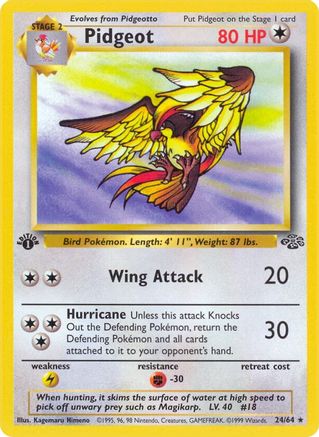 STAGE 2
Evolves from Pidgeotto
Put Pidgeot on the Stage 1 card
Pidgeot
80 HP
EDITION
1
Bird Pokémon. Length: 4' 11", Weight: 87 lbs.
Wing Attack
20
Hurricane Unless this attack Knocks
Out the Defending Pokémon, return the
Defending Pokémon and all cards
attached to it to your opponent's hand.
30
weakness
resistance
retreat cost
-30
When hunting, it skims the surface of water at high speed to
pick off unwary prey such as Magikarp. LV. 40 #18
Illus. Kagemaru Himeno
©1995, 96, 98 Nintendo, Creatures, GAMEFREAK. ©1999 Wizards.
24/64 ★